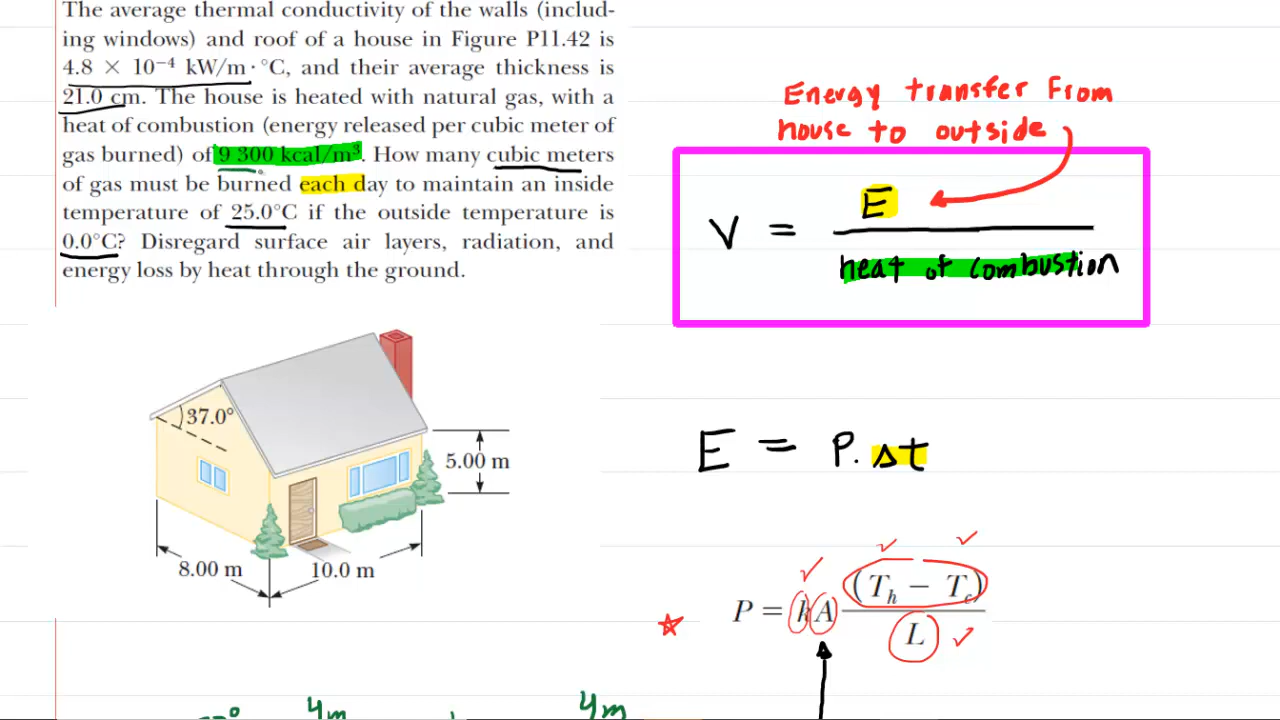 The average thermal conductivity of the walls (includ-
ing windows) and roof of a house in Figure P11.42 is
4.8 × 10⁻⁴ kW/m · °C, and their average thickness is
21.0 cm. The house is heated with natural gas, with a
heat of combustion (energy released per cubic meter of
gas burned) of 9 300 kcal/m³. How many cubic meters
of gas must be burned each day to maintain an inside
temperature of 25.0°C if the outside temperature is
0.0°C? Disregard surface air layers, radiation, and
energy loss by heat through the ground.
37.0°
5.00 m
8.00 m
10.0 m
Energy transfer from
house to outside
V = E
heat of combustion
E = P. Δt
P = kA (Tₕ − T꜀)
L
4m
4m